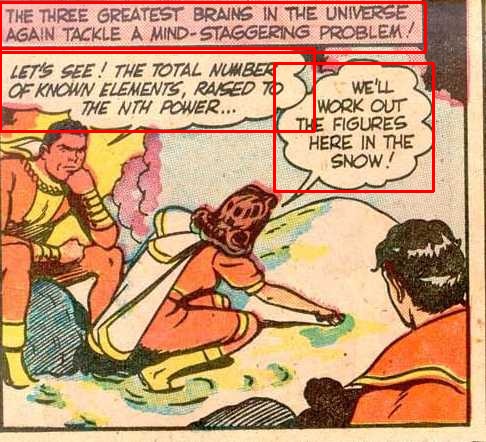 THE THREE GREATEST BRAINS IN THE UNIVERSE
AGAIN TACKLE A MIND-STAGGERING PROBLEM!
LET'S SEE! THE TOTAL NUMBER
OF KNOWN ELEMENTS, RAISED TO
THE NTH POWER...
WE'LL
WORK OUT
THE FIGURES
HERE IN THE
SNOW!